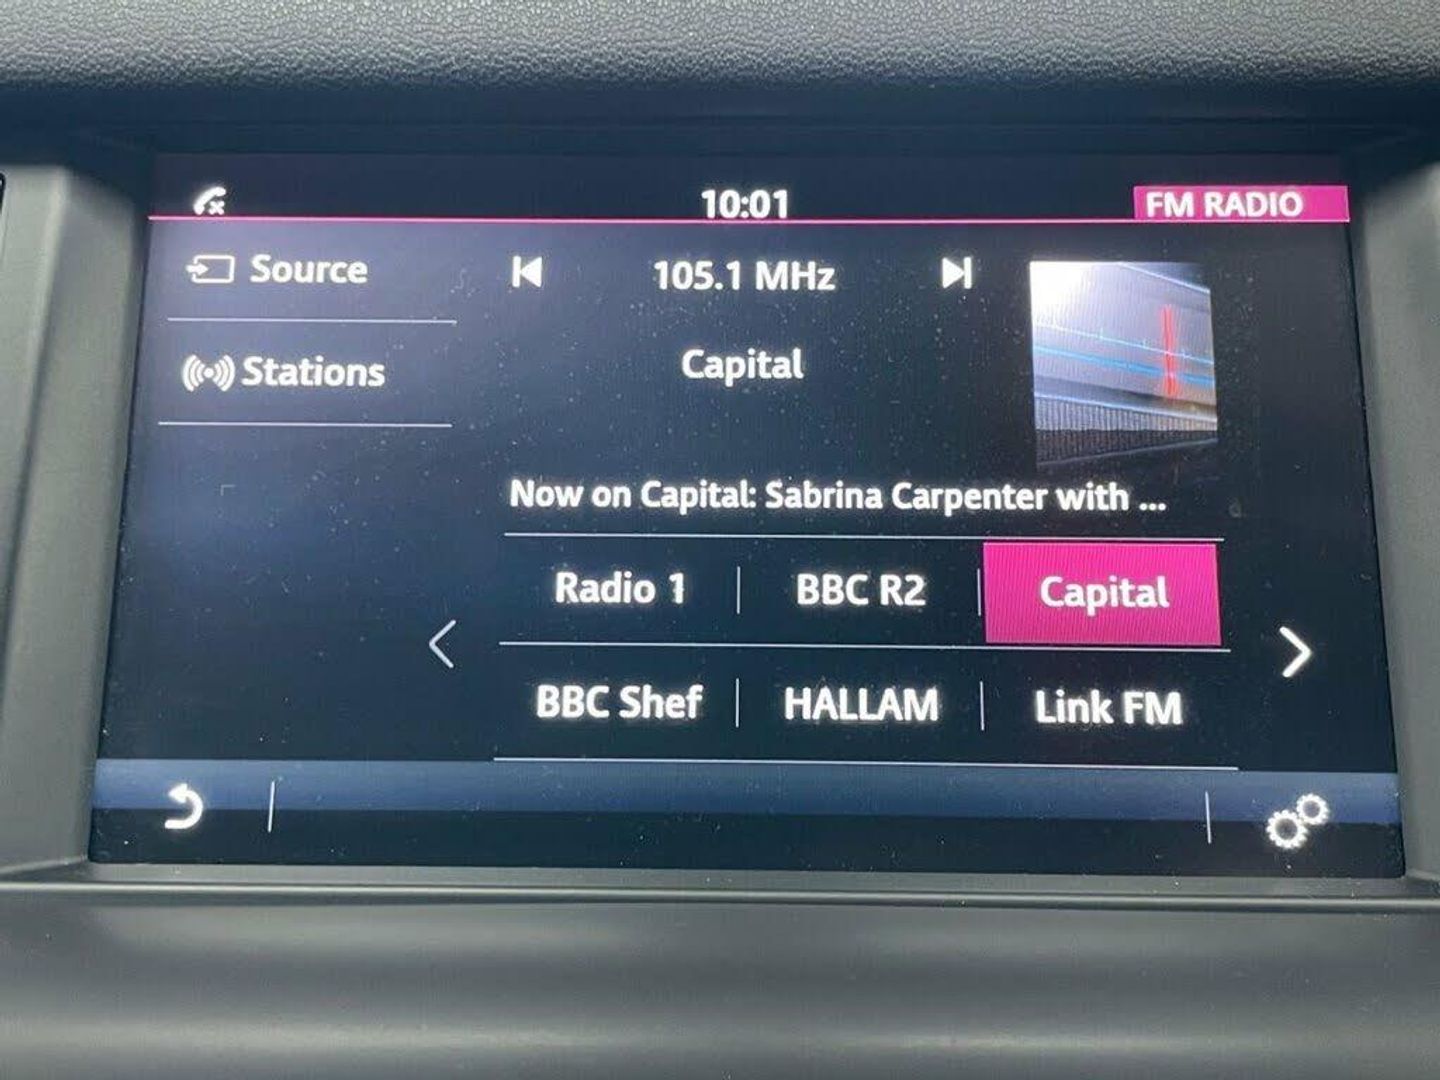 10:01
FM RADIO
Source
105.1 MHz
Stations
Capital
Now on Capital: Sabrina Carpenter with ...
Radio 1
BBC R2
Capital
BBC Shef
HALLAM
Link FM